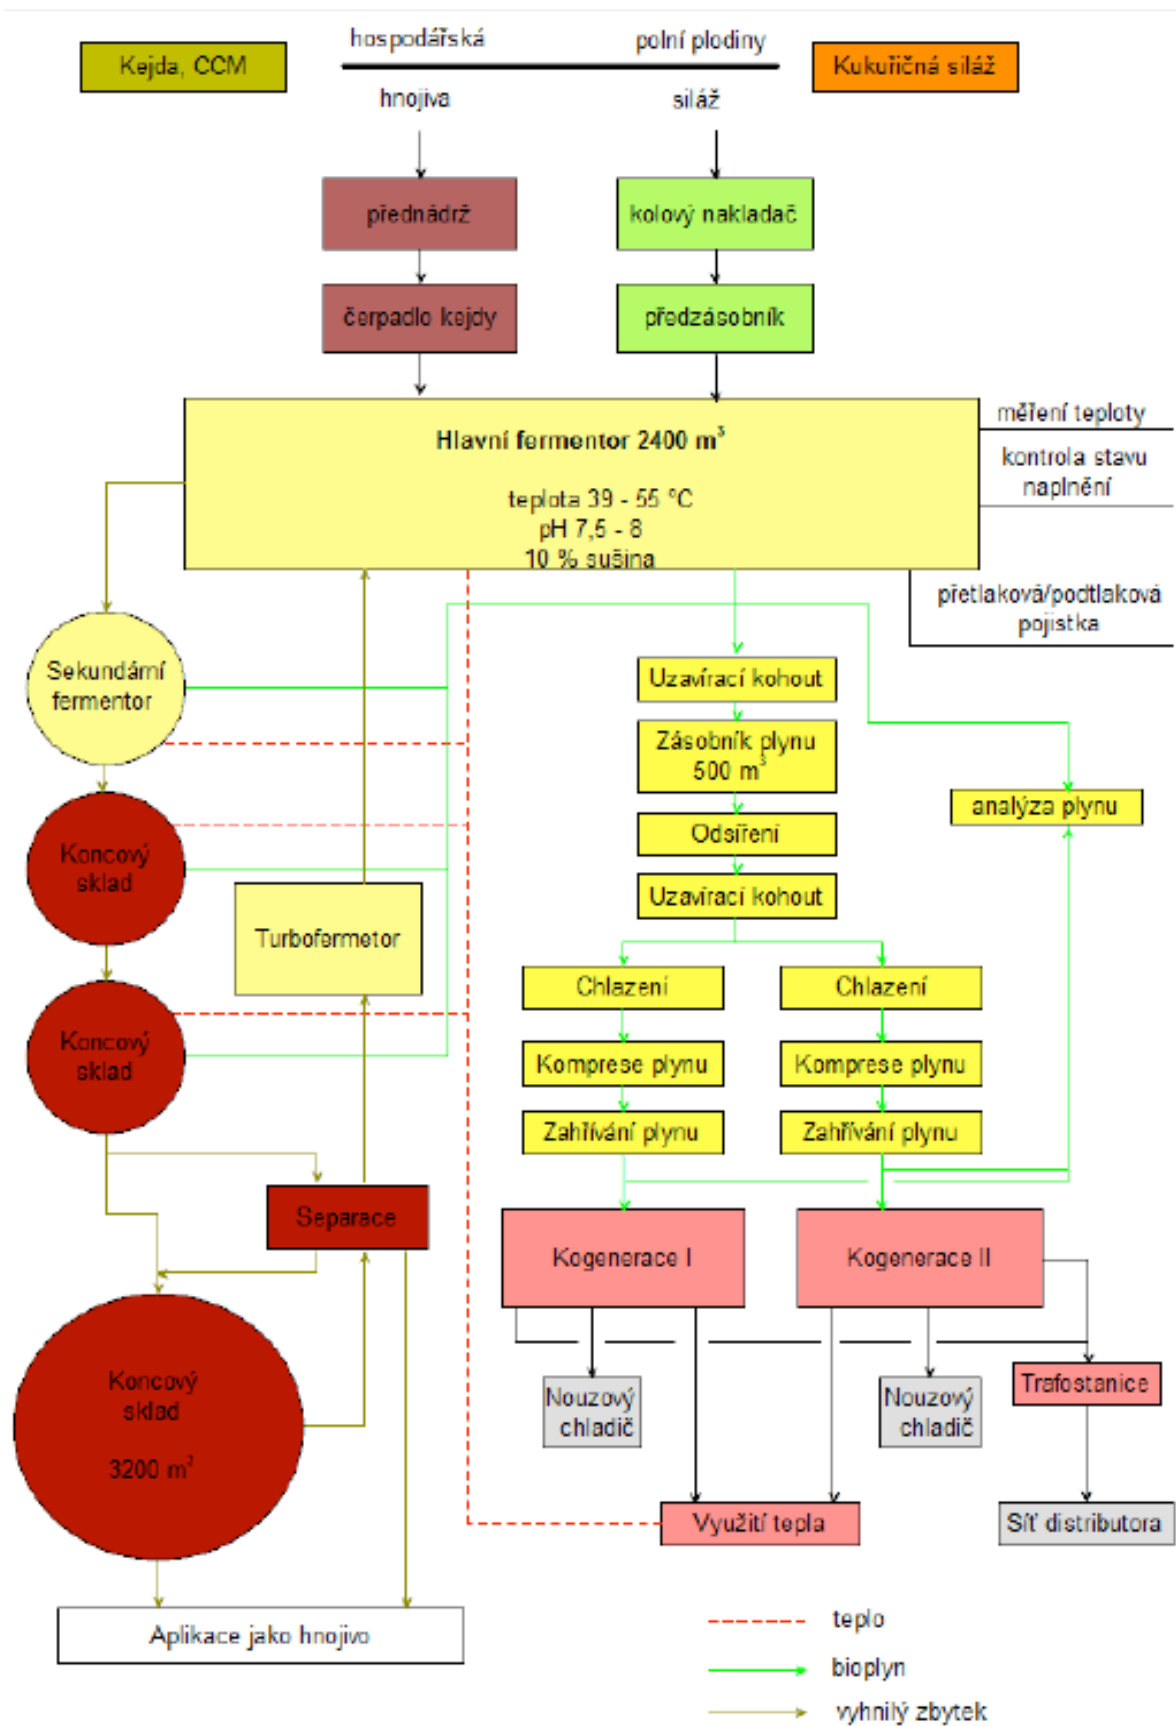 hospodářská
polní plodiny
Kejda, CCM
Kukuřičná siláž
hnojiva
siláž
přednádrž
kolový nakladač
čerpadlo kejdy
předzásobník
Hlavní fermentor 2400 m³
teplota 39 - 55 °C
pH 7,5 - 8
10 % sušina
měření teploty
kontrola stavu
naplnění
přetlaková/podtlaková
pojistka
Sekundární
fermentor
Uzavírací kohout
Zásobník plynu
500 m³
analýza plynu
Odsíření
Koncový
sklad
Uzavírací kohout
Turbofermetor
Chlazení
Chlazení
Koncový
sklad
Komprese plynu
Komprese plynu
Zahřívání plynu
Zahřívání plynu
Separace
Kogenerace I
Kogenerace II
Koncový
sklad
3200 m³
Nouzový
chladič
Nouzový
chladič
Trafostanice
Využití tepla
Síť distributora
Aplikace jako hnojivo
teplo
bioplyn
vyhnilý zbytek